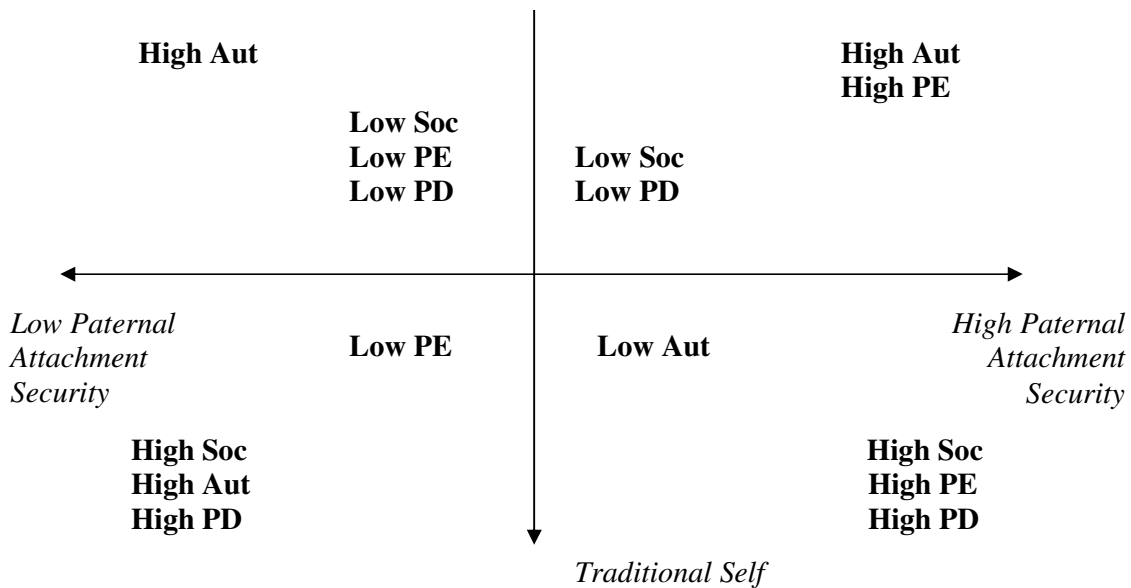 High Aut
High Aut
High PE
Low Soc
Low PE
Low PD
Low Soc
Low PD
Low Paternal
Attachment
Security
High Paternal
Attachment
Security
Low PE
Low Aut
High Soc
High Aut
High PD
High Soc
High PE
High PD
Traditional Self